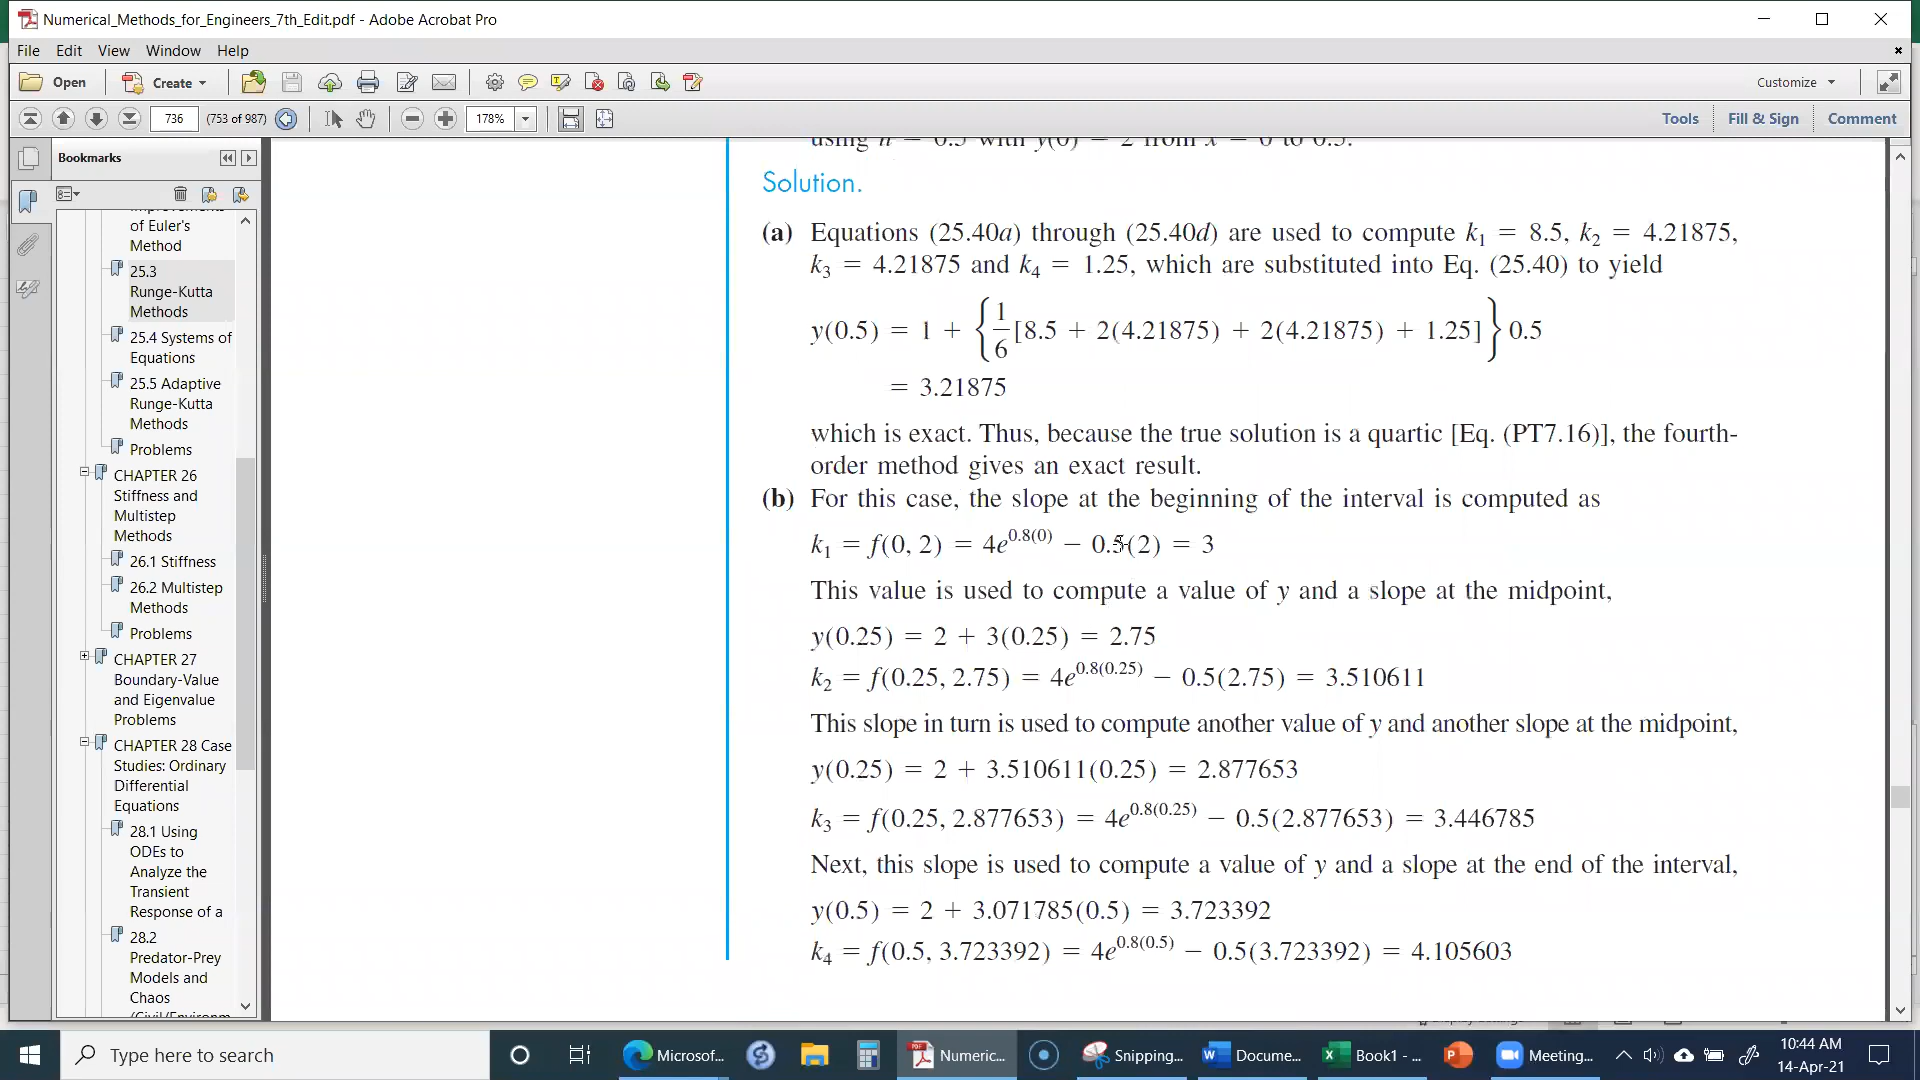 Numerical_Methods_for_Engineers_7th_Edit.pdf - Adobe Acrobat Pro
File Edit View Window Help
Open Create Customize
736 (753 of 987) 178% Tools Fill & Sign Comment
Bookmarks
of Euler's
Method
25.3
Runge-Kutta
Methods
25.4 Systems of
Equations
25.5 Adaptive
Runge-Kutta
Methods
Problems
CHAPTER 26
Stiffness and
Multistep
Methods
26.1 Stiffness
26.2 Multistep
Methods
Problems
CHAPTER 27
Boundary-Value
and Eigenvalue
Problems
CHAPTER 28 Case
Studies: Ordinary
Differential
Equations
28.1 Using
ODEs to
Analyze the
Transient
Response of a
28.2
Predator-Prey
Models and
Chaos
(Civil/Environm
using h = 0.5 with y(0) = 2 from x = 0 to 0.5.
Solution.
(a) Equations (25.40a) through (25.40d) are used to compute k₁ = 8.5, k₂ = 4.21875,
k₃ = 4.21875 and k₄ = 1.25, which are substituted into Eq. (25.40) to yield
y(0.5) = 1 + {1/6 [8.5 + 2(4.21875) + 2(4.21875) + 1.25]} 0.5
= 3.21875
which is exact. Thus, because the true solution is a quartic [Eq. (PT7.16)], the fourth-
order method gives an exact result.
(b) For this case, the slope at the beginning of the interval is computed as
k₁ = f(0, 2) = 4e^0.8(0) − 0.5(2) = 3
This value is used to compute a value of y and a slope at the midpoint,
y(0.25) = 2 + 3(0.25) = 2.75
k₂ = f(0.25, 2.75) = 4e^0.8(0.25) − 0.5(2.75) = 3.510611
This slope in turn is used to compute another value of y and another slope at the midpoint,
y(0.25) = 2 + 3.510611(0.25) = 2.877653
k₃ = f(0.25, 2.877653) = 4e^0.8(0.25) − 0.5(2.877653) = 3.446785
Next, this slope is used to compute a value of y and a slope at the end of the interval,
y(0.5) = 2 + 3.071785(0.5) = 3.723392
k₄ = f(0.5, 3.723392) = 4e^0.8(0.5) − 0.5(3.723392) = 4.105603
Type here to search Microsof... Numeric... Snipping... Docume... Book1 - ... Meeting... 10:44 AM
14-Apr-21